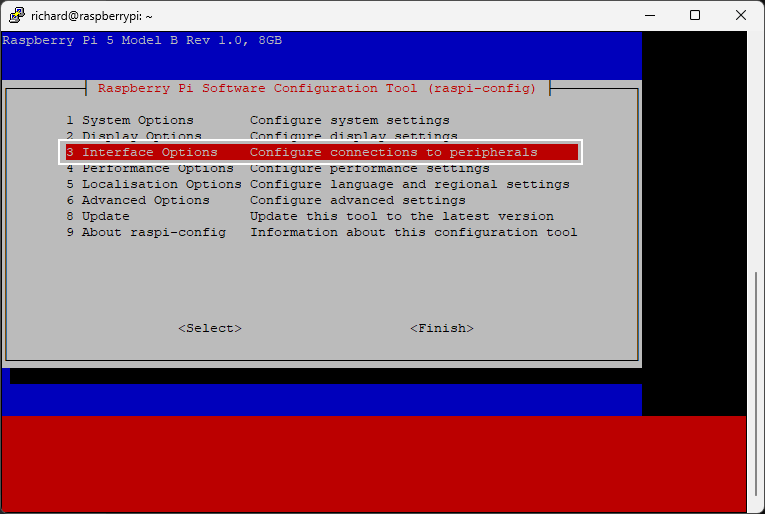 richard@raspberrypi: ~
Raspberry Pi 5 Model B Rev 1.0, 8GB
Raspberry Pi Software Configuration Tool (raspi-config)
1 System Options       Configure system settings
2 Display Options      Configure display settings
3 Interface Options    Configure connections to peripherals
4 Performance Options  Configure performance settings
5 Localisation Options Configure language and regional settings
6 Advanced Options     Configure advanced settings
8 Update               Update this tool to the latest version
9 About raspi-config   Information about this configuration tool
<Select>                     <Finish>